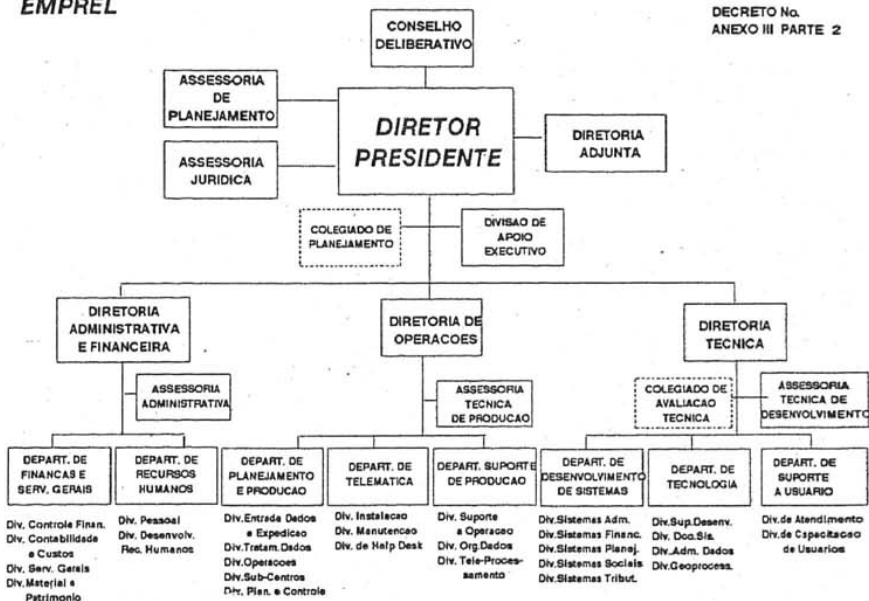 EMPREL
DECRETO No.
ANEXO III PARTE 2
CONSELHO
DELIBERATIVO
ASSESSORIA
DE
PLANEJAMENTO
DIRETOR
PRESIDENTE
DIRETORIA
ADJUNTA
ASSESSORIA
JURIDICA
COLEGIADO DE
PLANEJAMENTO
DIVISAO DE
APOIO
EXECUTIVO
DIRETORIA
ADMINISTRATIVA
E FINANCEIRA
DIRETORIA DE
OPERACOES
DIRETORIA
TECNICA
ASSESSORIA
ADMINISTRATIVA
ASSESSORIA
TECNICA
DE PRODUCAO
COLEGIADO DE
AVALIACAO
TECNICA
ASSESSORIA
TECNICA DE
DESENVOLVIMENTO
DEPART. DE
FINANCAS E
SERV. GERAIS
DEPART. DE
RECURSOS
HUMANOS
DEPART. DE
PLANEJAMENTO
E PRODUCAO
DEPART. DE
TELEMATICA
DEPART. SUPORTE
DE PRODUCAO
DEPART. DE
DESENVOLVIMENTO
DE SISTEMAS
DEPART. DE
TECNOLOGIA
DEPART. DE
SUPORTE
A USUARIO
Div. Controle Finan.
Div. Contabilidade
e Custos
Div. Serv. Gerais
Div. Material e
Patrimonio
Div. Pessoal
Div. Desenvolv.
Rec. Humanos
Div.Entrada Dados
e Expedicao
Div.Tratam.Dados
Div.Operacoes
Div.Sub-Centros
Div. Plan. e Controle
Div. Instalacao
Div. Manutencao
Div. de Help Desk
Div. Suporte
a Operacao
Div. Org.Dados
Div. Tele-Proces-
samento
Div.Sistemas Adm.
Div.Sistemas Financ.
Div.Sistemas Planej.
Div.Sistemas Sociais
Div.Sistemas Tribut.
Div.Sup.Desenv.
Div. Doc.Sis.
Div.Adm. Dados
Div.Geoprocess.
Div.de Atendimento
Div.de Capacitacao
de Usuarios